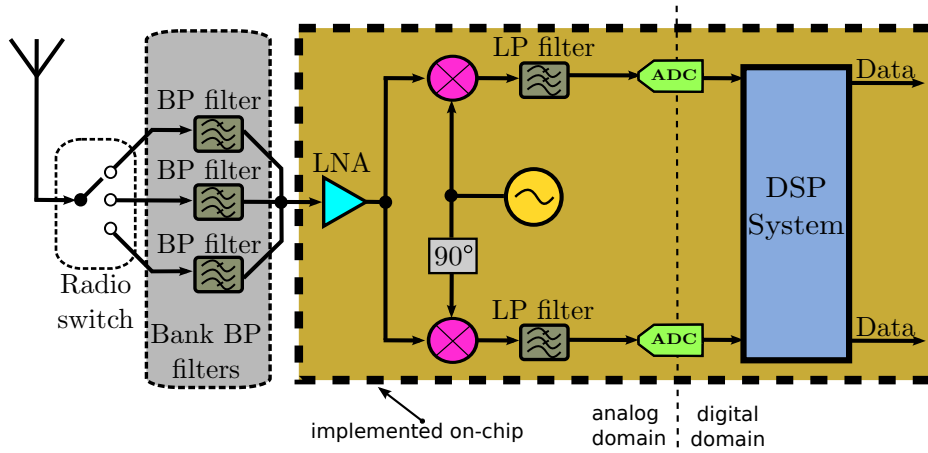 BP filter
BP filter
BP filter
Radio
switch
Bank BP
filters
LNA
LP filter
ADC
90°
LP filter
ADC
DSP
System
Data
Data
implemented on-chip
analog
domain
digital
domain